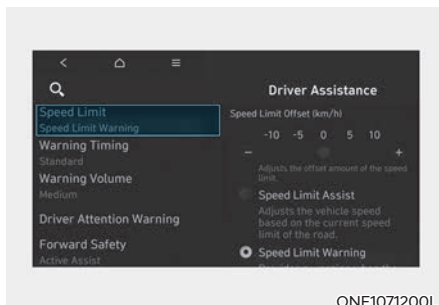 Driver Assistance
Speed Limit
Speed Limit Warning
Warning Timing
Standard
Warning Volume
Medium
Driver Attention Warning
Forward Safety
Active Assist
Speed Limit Offset (km/h)
-10 -5 0 5 10
- +
Adjusts the offset amount of the speed
limit.
Speed Limit Assist
Adjusts the vehicle speed
based on the current speed
limit of the road.
Speed Limit Warning
ONE1071200L